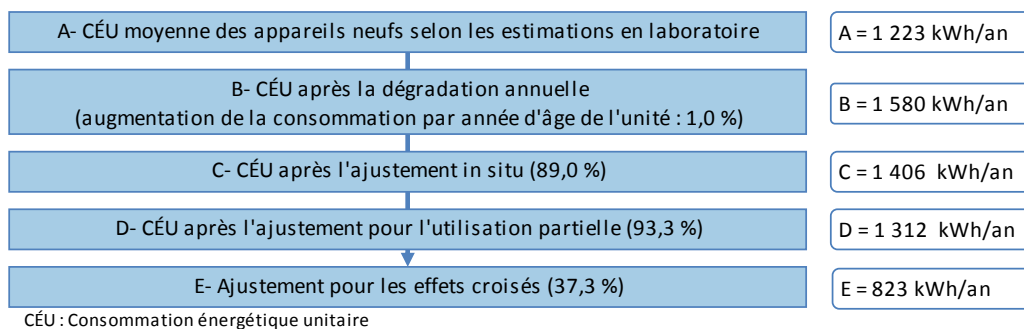 A- CÉU moyenne des appareils neufs selon les estimations en laboratoire
A = 1 223 kWh/an
B- CÉU après la dégradation annuelle
(augmentation de la consommation par année d'âge de l'unité : 1,0 %)
B = 1 580 kWh/an
C- CÉU après l'ajustement in situ (89,0 %)
C = 1 406 kWh/an
D- CÉU après l'ajustement pour l'utilisation partielle (93,3 %)
D = 1 312 kWh/an
E- Ajustement pour les effets croisés (37,3 %)
E = 823 kWh/an
CÉU : Consommation énergétique unitaire